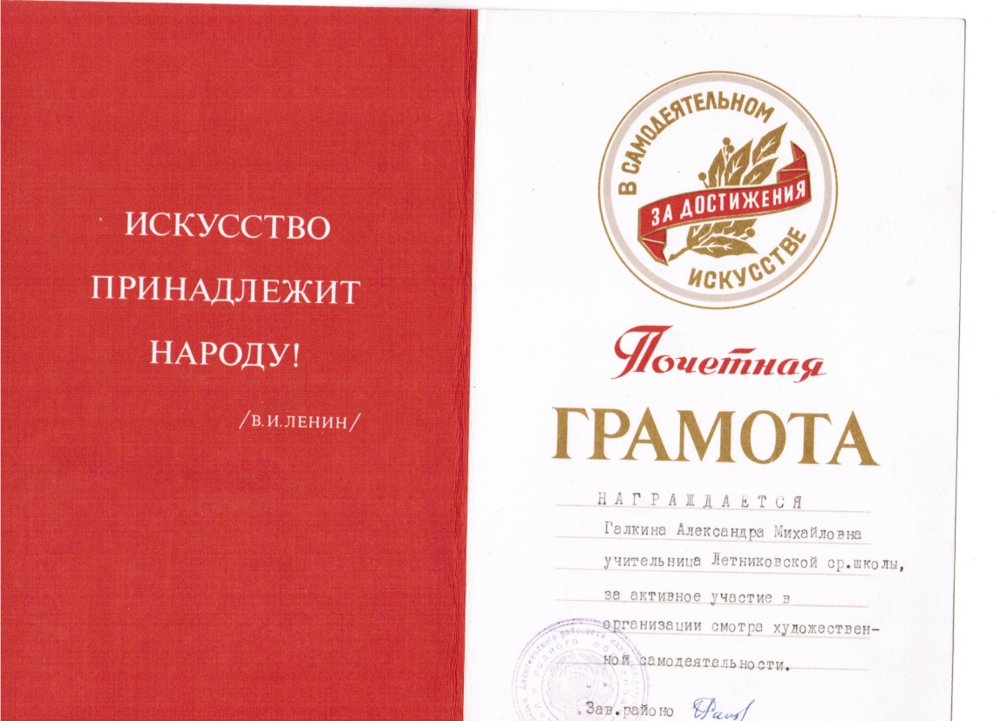 ИСКУССТВО
ПРИНАДЛЕЖИТ
НАРОДУ!
/В.И.ЛЕНИН/
В САМОДЕЯТЕЛЬНОМ
ЗА ДОСТИЖЕНИЯ
ИСКУССТВЕ
Почетная
ГРАМОТА
НАГРАЖДАЕТСЯ
Галкина Александра Михайловна
учительница Летниковской ср.школы,
за активное участие в
организации смотра художествен-
ной самодеятельности.
Зав.районо